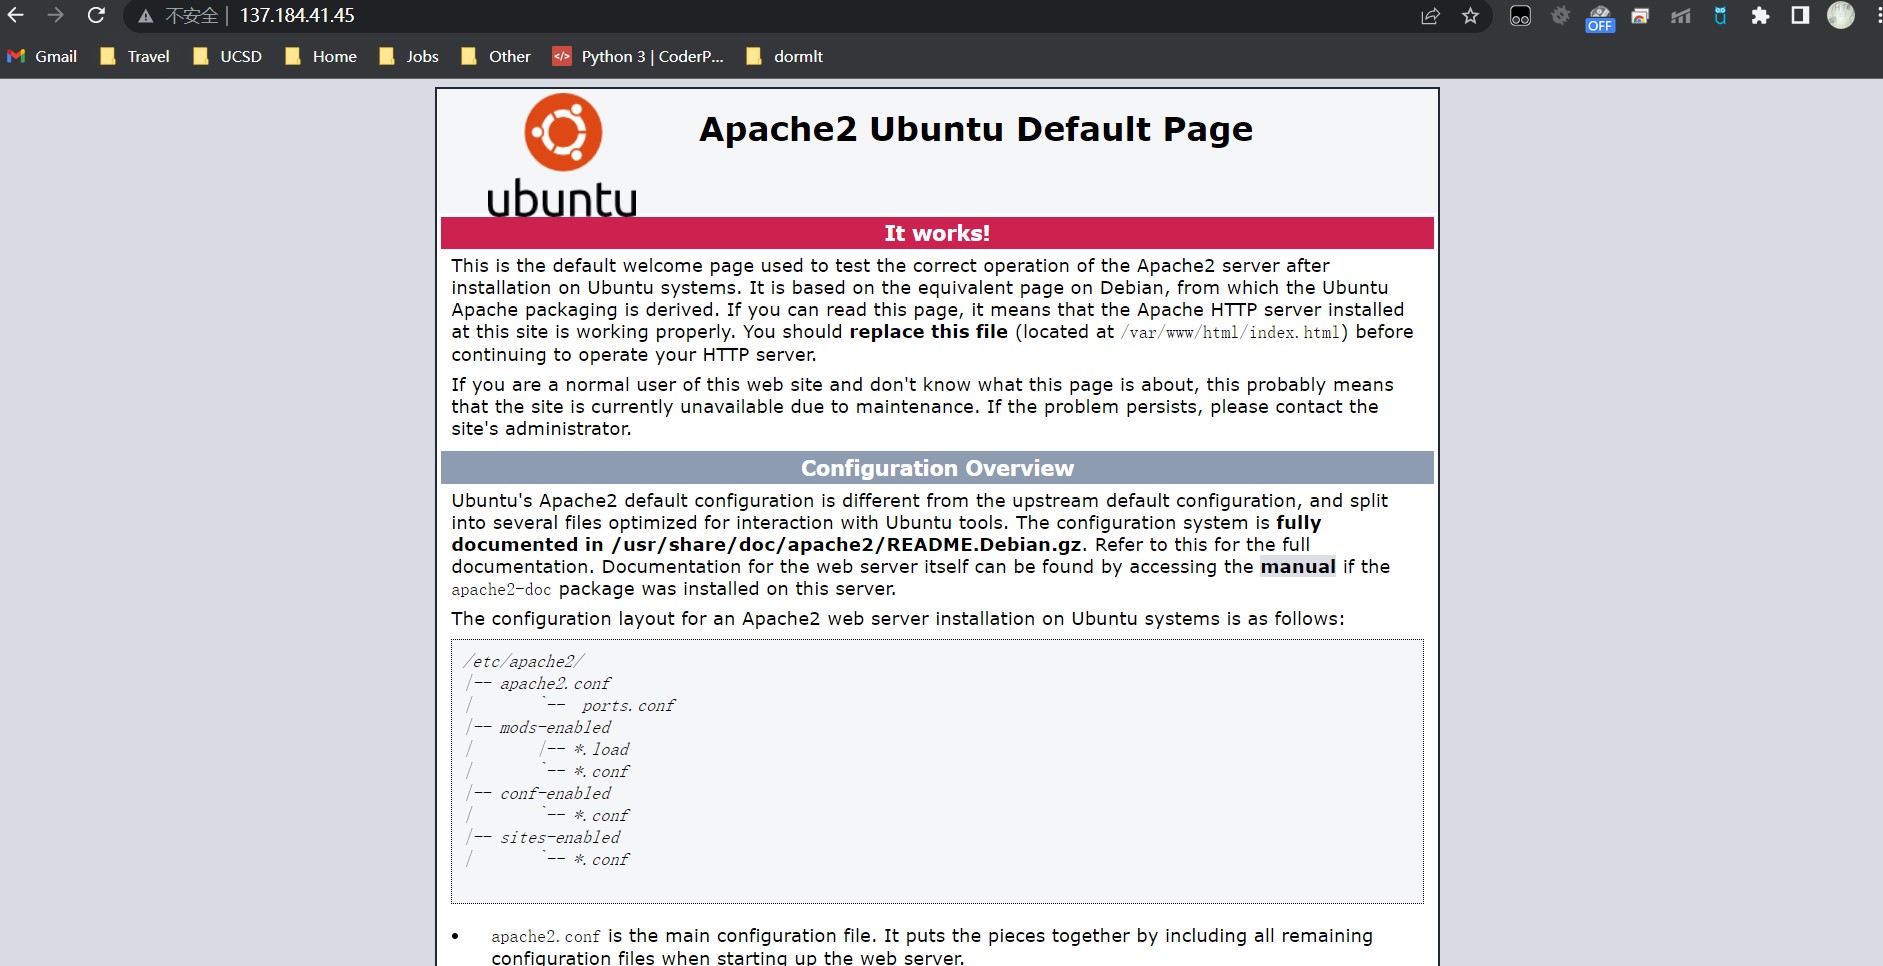 不安全 | 137.184.41.45
OFF
Gmail Travel UCSD Home Jobs Other </> Python 3 | CoderP... dormIt
ubuntu
Apache2 Ubuntu Default Page
It works!
This is the default welcome page used to test the correct operation of the Apache2 server after
installation on Ubuntu systems. It is based on the equivalent page on Debian, from which the Ubuntu
Apache packaging is derived. If you can read this page, it means that the Apache HTTP server installed
at this site is working properly. You should replace this file (located at /var/www/html/index.html) before
continuing to operate your HTTP server.
If you are a normal user of this web site and don't know what this page is about, this probably means
that the site is currently unavailable due to maintenance. If the problem persists, please contact the
site's administrator.
Configuration Overview
Ubuntu's Apache2 default configuration is different from the upstream default configuration, and split
into several files optimized for interaction with Ubuntu tools. The configuration system is fully
documented in /usr/share/doc/apache2/README.Debian.gz. Refer to this for the full
documentation. Documentation for the web server itself can be found by accessing the manual if the
apache2-doc package was installed on this server.
The configuration layout for an Apache2 web server installation on Ubuntu systems is as follows:
/etc/apache2/
|-- apache2.conf
|       `--  ports.conf
|-- mods-enabled
|       |-- *.load
|       `-- *.conf
|-- conf-enabled
|       `-- *.conf
|-- sites-enabled
|       `-- *.conf
• apache2.conf is the main configuration file. It puts the pieces together by including all remaining
configuration files when starting up the web server.